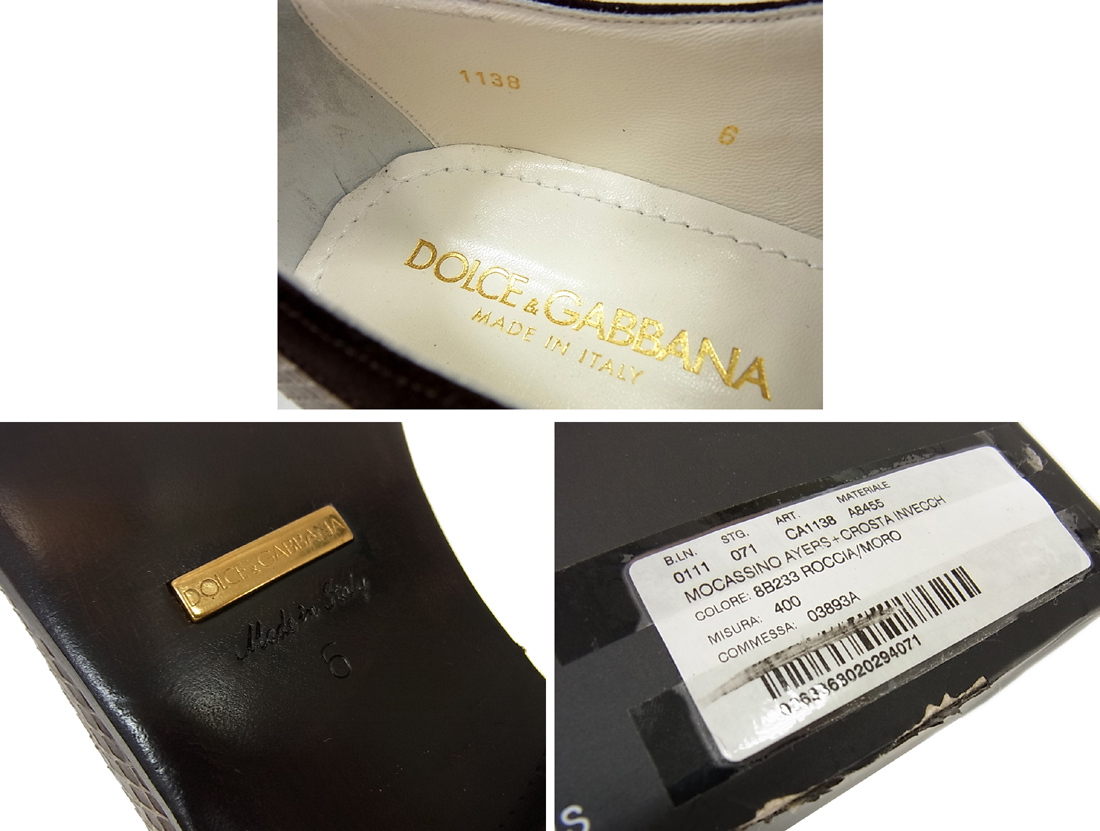 1138
6
DOLCE & GABBANA
MADE IN ITALY
DOLCE & GABBANA
Made in Italy
6
B.LN. STG. ART. MATERIALE
0111 071 CA1138 A8455
MOCASSINO AYERS+CROSTA INVECCH
COLORE: 8B233 ROCCIA/MORO
MISURA: 400
COMMESSA: 03893A
S